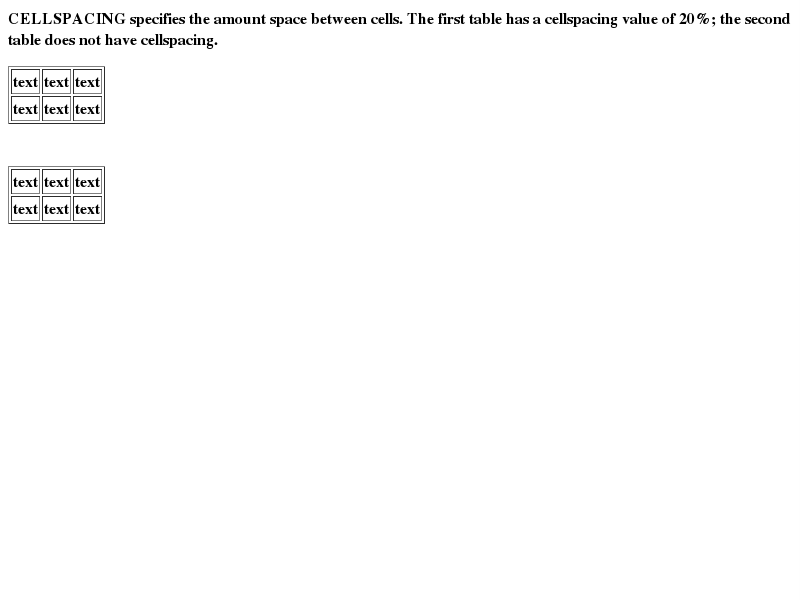 CELLSPACING specifies the amount space between cells. The first table has a cellspacing value of 20%; the second
table does not have cellspacing.
text text text
text text text
text text text
text text text